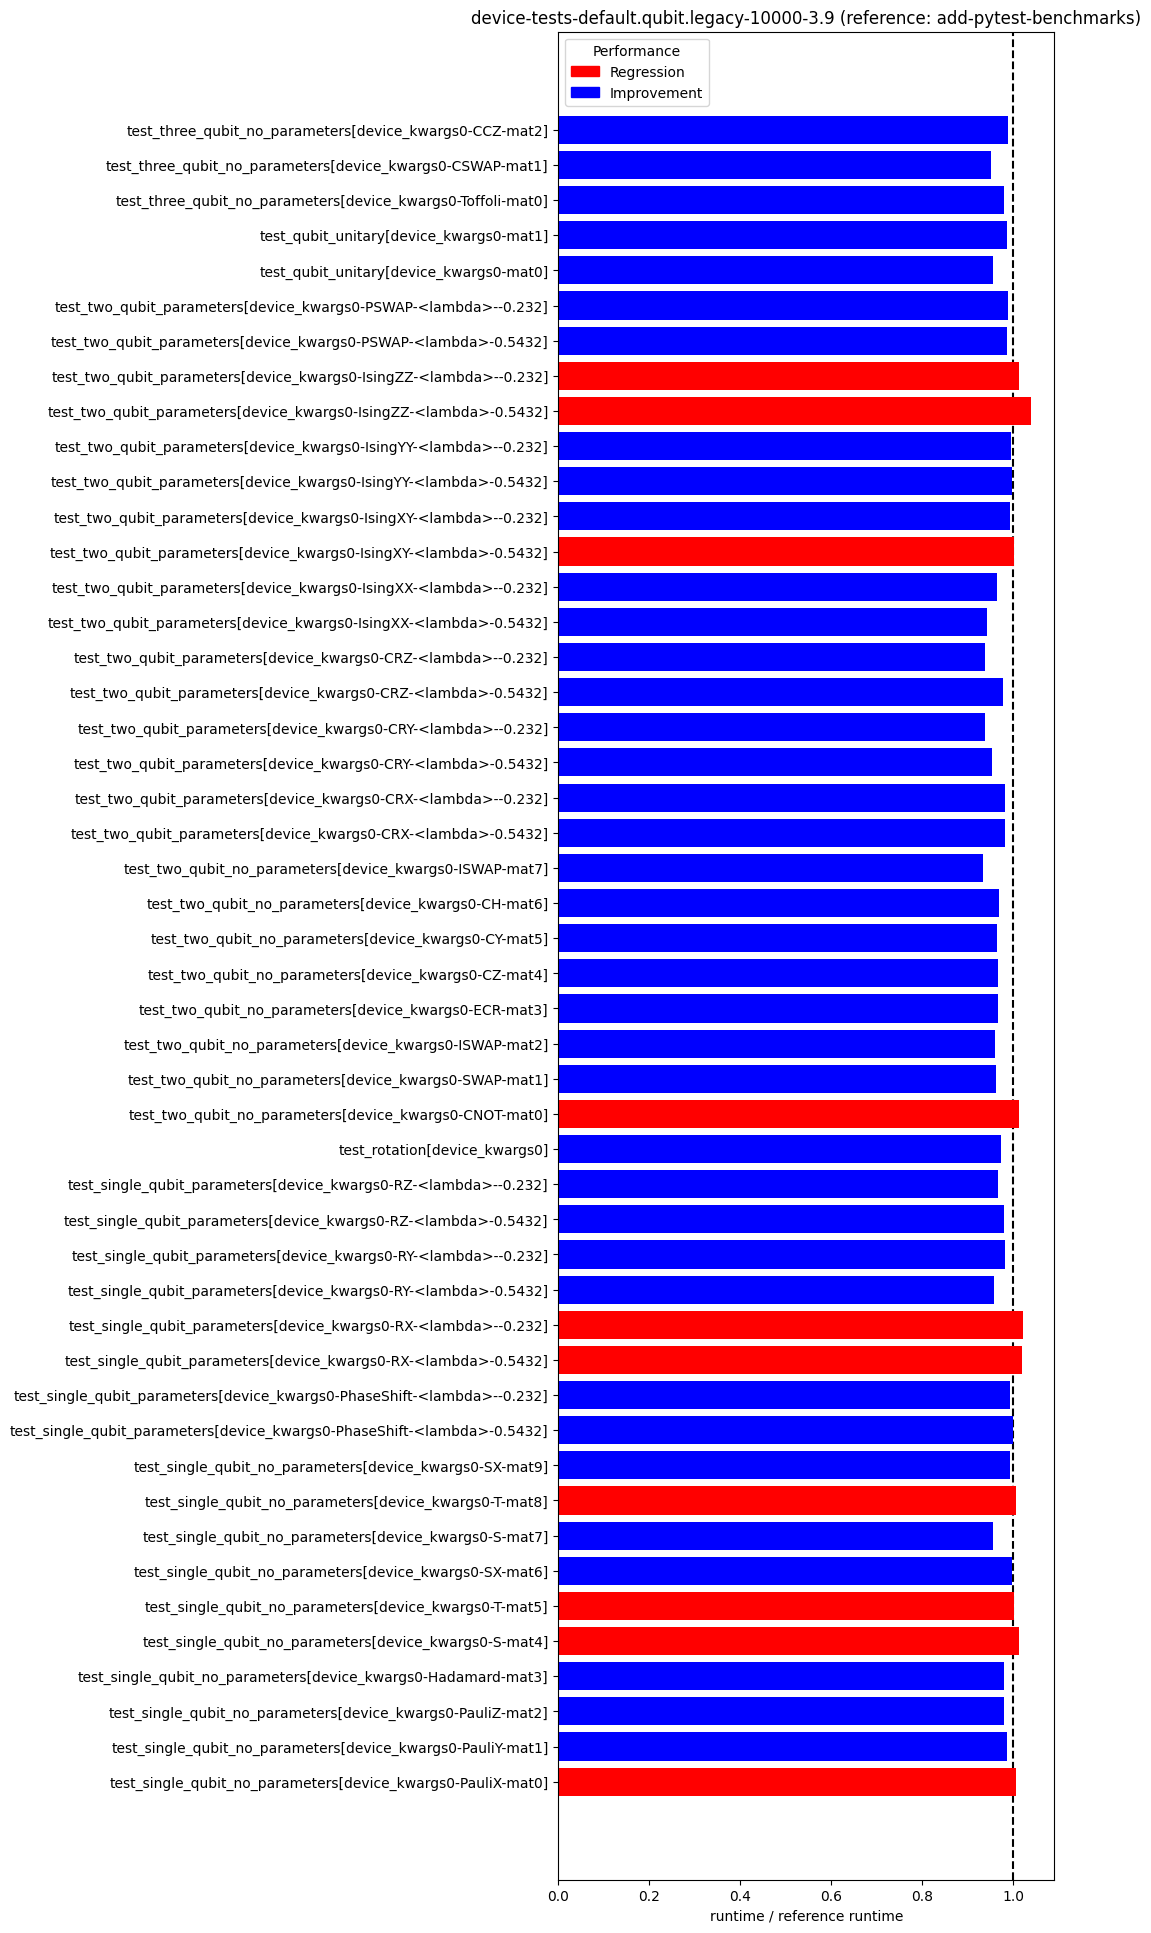 device-tests-default.qubit.legacy-10000-3.9 (reference: add-pytest-benchmarks)
Performance
Regression
Improvement
test_three_qubit_no_parameters[device_kwargs0-CCZ-mat2]
test_three_qubit_no_parameters[device_kwargs0-CSWAP-mat1]
test_three_qubit_no_parameters[device_kwargs0-Toffoli-mat0]
test_qubit_unitary[device_kwargs0-mat1]
test_qubit_unitary[device_kwargs0-mat0]
test_two_qubit_parameters[device_kwargs0-PSWAP-<lambda>--0.232]
test_two_qubit_parameters[device_kwargs0-PSWAP-<lambda>-0.5432]
test_two_qubit_parameters[device_kwargs0-IsingZZ-<lambda>--0.232]
test_two_qubit_parameters[device_kwargs0-IsingZZ-<lambda>-0.5432]
test_two_qubit_parameters[device_kwargs0-IsingYY-<lambda>--0.232]
test_two_qubit_parameters[device_kwargs0-IsingYY-<lambda>-0.5432]
test_two_qubit_parameters[device_kwargs0-IsingXY-<lambda>--0.232]
test_two_qubit_parameters[device_kwargs0-IsingXY-<lambda>-0.5432]
test_two_qubit_parameters[device_kwargs0-IsingXX-<lambda>--0.232]
test_two_qubit_parameters[device_kwargs0-IsingXX-<lambda>-0.5432]
test_two_qubit_parameters[device_kwargs0-CRZ-<lambda>--0.232]
test_two_qubit_parameters[device_kwargs0-CRZ-<lambda>-0.5432]
test_two_qubit_parameters[device_kwargs0-CRY-<lambda>--0.232]
test_two_qubit_parameters[device_kwargs0-CRY-<lambda>-0.5432]
test_two_qubit_parameters[device_kwargs0-CRX-<lambda>--0.232]
test_two_qubit_parameters[device_kwargs0-CRX-<lambda>-0.5432]
test_two_qubit_no_parameters[device_kwargs0-ISWAP-mat7]
test_two_qubit_no_parameters[device_kwargs0-CH-mat6]
test_two_qubit_no_parameters[device_kwargs0-CY-mat5]
test_two_qubit_no_parameters[device_kwargs0-CZ-mat4]
test_two_qubit_no_parameters[device_kwargs0-ECR-mat3]
test_two_qubit_no_parameters[device_kwargs0-ISWAP-mat2]
test_two_qubit_no_parameters[device_kwargs0-SWAP-mat1]
test_two_qubit_no_parameters[device_kwargs0-CNOT-mat0]
test_rotation[device_kwargs0]
test_single_qubit_parameters[device_kwargs0-RZ-<lambda>--0.232]
test_single_qubit_parameters[device_kwargs0-RZ-<lambda>-0.5432]
test_single_qubit_parameters[device_kwargs0-RY-<lambda>--0.232]
test_single_qubit_parameters[device_kwargs0-RY-<lambda>-0.5432]
test_single_qubit_parameters[device_kwargs0-RX-<lambda>--0.232]
test_single_qubit_parameters[device_kwargs0-RX-<lambda>-0.5432]
test_single_qubit_parameters[device_kwargs0-PhaseShift-<lambda>--0.232]
test_single_qubit_parameters[device_kwargs0-PhaseShift-<lambda>-0.5432]
test_single_qubit_no_parameters[device_kwargs0-SX-mat9]
test_single_qubit_no_parameters[device_kwargs0-T-mat8]
test_single_qubit_no_parameters[device_kwargs0-S-mat7]
test_single_qubit_no_parameters[device_kwargs0-SX-mat6]
test_single_qubit_no_parameters[device_kwargs0-T-mat5]
test_single_qubit_no_parameters[device_kwargs0-S-mat4]
test_single_qubit_no_parameters[device_kwargs0-Hadamard-mat3]
test_single_qubit_no_parameters[device_kwargs0-PauliZ-mat2]
test_single_qubit_no_parameters[device_kwargs0-PauliY-mat1]
test_single_qubit_no_parameters[device_kwargs0-PauliX-mat0]
0.0 0.2 0.4 0.6 0.8 1.0
runtime / reference runtime